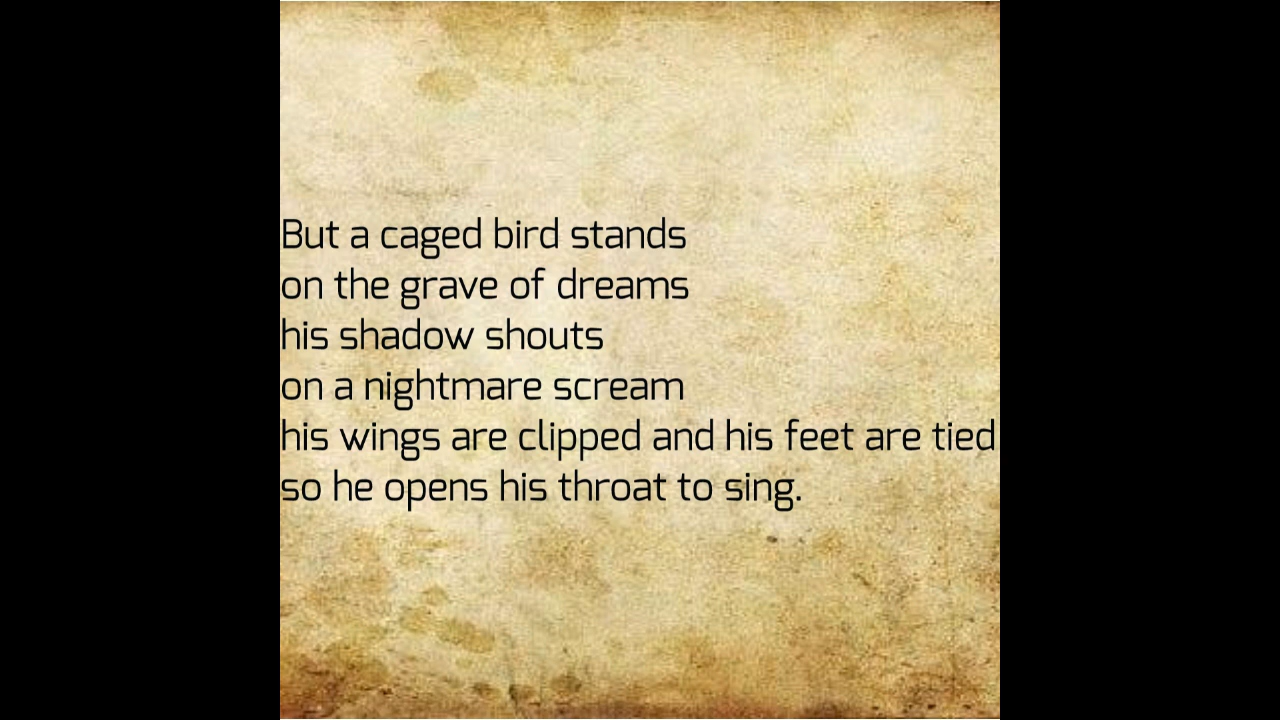 But a caged bird stands
on the grave of dreams
his shadow shouts
on a nightmare scream
his wings are clipped and his feet are tied
so he opens his throat to sing.